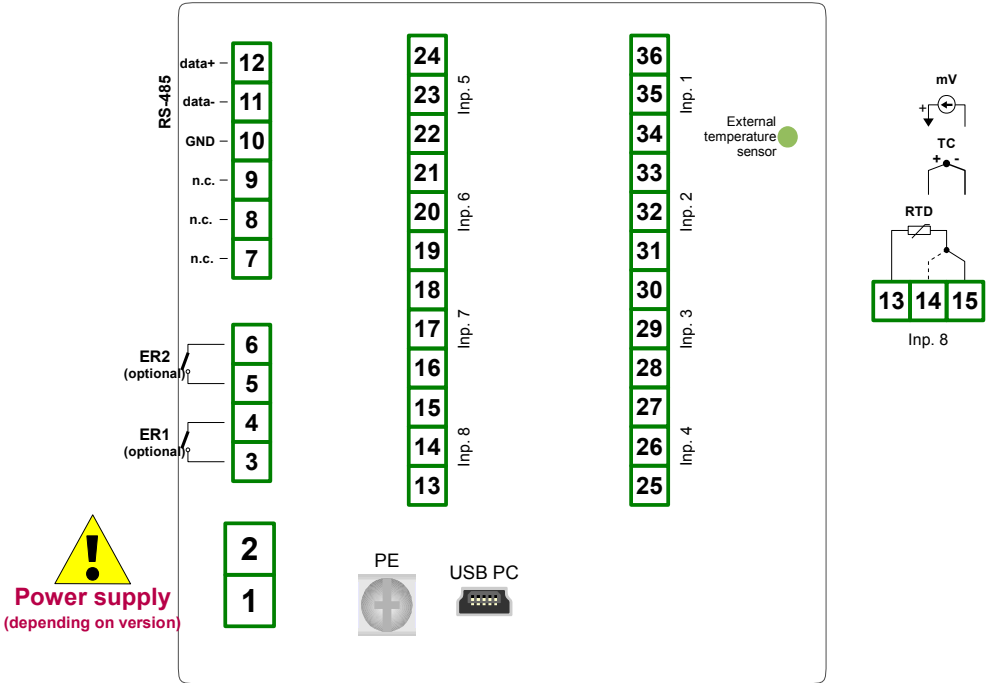 RS-485
data+
12
data-
11
GND
10
n.c.
9
n.c.
8
n.c.
7
ER2
(optional)
6
5
ER1
(optional)
4
3
2
1
Power supply
(depending on version)
24
23
22
Inp. 5
21
20
19
Inp. 6
18
17
16
Inp. 7
15
14
13
Inp. 8
PE
USB PC
36
35
34
Inp. 1
33
32
31
Inp. 2
30
29
28
Inp. 3
27
26
25
Inp. 4
External
temperature
sensor
mV
+
TC
+ -
RTD
13 14 15
Inp. 8